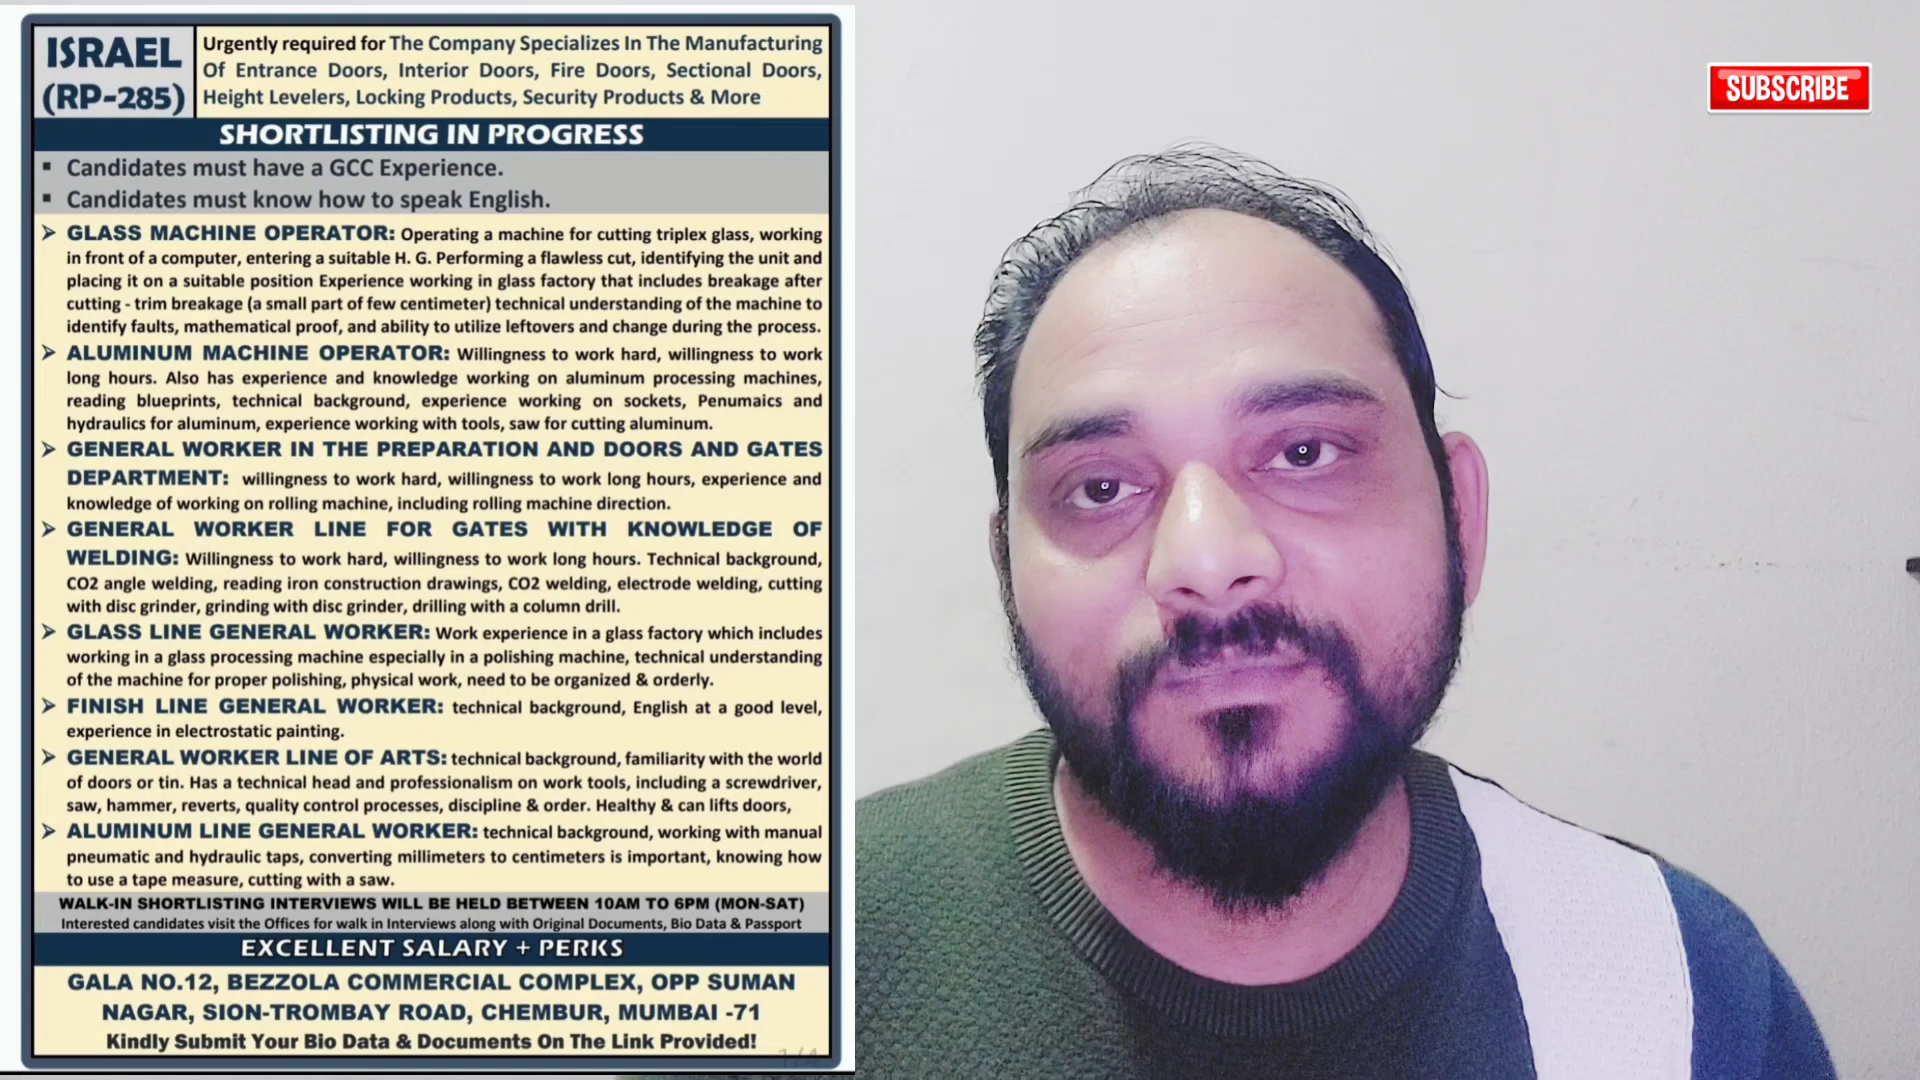 ISRAEL
(RP-285)
Urgently required for The Company Specializes In The Manufacturing
Of Entrance Doors, Interior Doors, Fire Doors, Sectional Doors,
Height Levelers, Locking Products, Security Products & More
SHORTLISTING IN PROGRESS
▪ Candidates must have a GCC Experience.
▪ Candidates must know how to speak English.
➤ GLASS MACHINE OPERATOR: Operating a machine for cutting triplex glass, working
in front of a computer, entering a suitable H. G. Performing a flawless cut, identifying the unit and
placing it on a suitable position Experience working in glass factory that includes breakage after
cutting - trim breakage (a small part of few centimeter) technical understanding of the machine to
identify faults, mathematical proof, and ability to utilize leftovers and change during the process.
➤ ALUMINUM MACHINE OPERATOR: Willingness to work hard, willingness to work
long hours. Also has experience and knowledge working on aluminum processing machines,
reading blueprints, technical background, experience working on sockets, Penumaics and
hydraulics for aluminum, experience working with tools, saw for cutting aluminum.
➤ GENERAL WORKER IN THE PREPARATION AND DOORS AND GATES
DEPARTMENT: willingness to work hard, willingness to work long hours, experience and
knowledge of working on rolling machine, including rolling machine direction.
➤ GENERAL WORKER LINE FOR GATES WITH KNOWLEDGE OF
WELDING: Willingness to work hard, willingness to work long hours. Technical background,
CO2 angle welding, reading iron construction drawings, CO2 welding, electrode welding, cutting
with disc grinder, grinding with disc grinder, drilling with a column drill.
➤ GLASS LINE GENERAL WORKER: Work experience in a glass factory which includes
working in a glass processing machine especially in a polishing machine, technical understanding
of the machine for proper polishing, physical work, need to be organized & orderly.
➤ FINISH LINE GENERAL WORKER: technical background, English at a good level,
experience in electrostatic painting.
➤ GENERAL WORKER LINE OF ARTS: technical background, familiarity with the world
of doors or tin. Has a technical head and professionalism on work tools, including a screwdriver,
saw, hammer, reverts, quality control processes, discipline & order. Healthy & can lifts doors,
➤ ALUMINUM LINE GENERAL WORKER: technical background, working with manual
pneumatic and hydraulic taps, converting millimeters to centimeters is important, knowing how
to use a tape measure, cutting with a saw.
WALK-IN SHORTLISTING INTERVIEWS WILL BE HELD BETWEEN 10AM TO 6PM (MON-SAT)
Interested candidates visit the Offices for walk in Interviews along with Original Documents, Bio Data & Passport
EXCELLENT SALARY + PERKS
GALA NO.12, BEZZOLA COMMERCIAL COMPLEX, OPP SUMAN
NAGAR, SION-TROMBAY ROAD, CHEMBUR, MUMBAI -71
Kindly Submit Your Bio Data & Documents On The Link Provided!
SUBSCRIBE